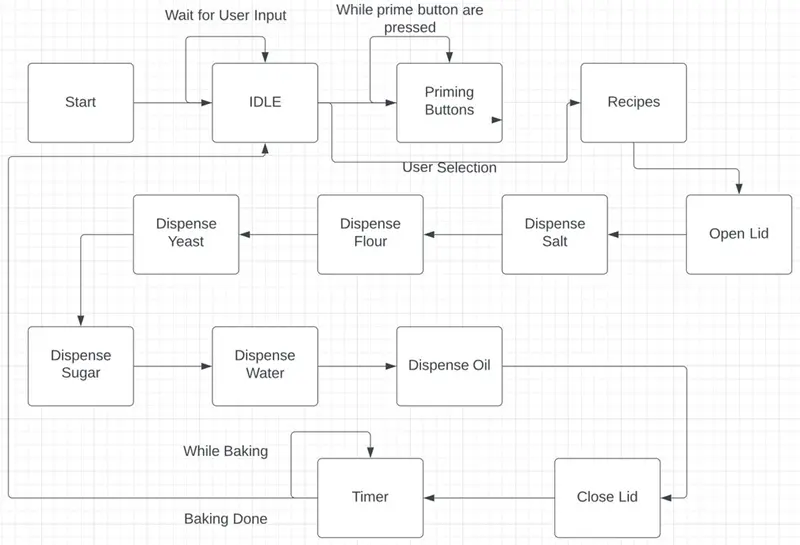 Wait for User Input
While prime button are
pressed
Start
IDLE
Priming
Buttons
Recipes
User Selection
Dispense
Yeast
Dispense
Flour
Dispense
Salt
Open Lid
Dispense
Sugar
Dispense
Water
Dispense Oil
While Baking
Timer
Close Lid
Baking Done